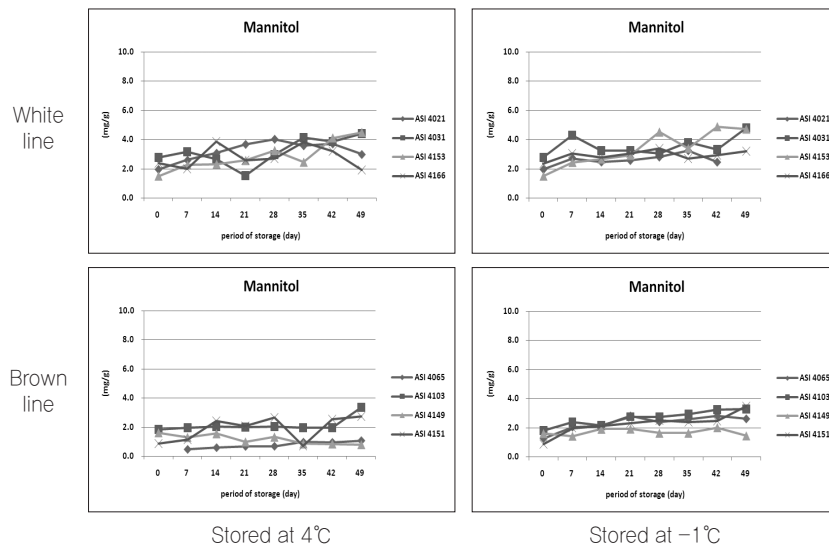 White
line
Mannitol
(mg/g)
10.0
8.0
6.0
4.0
2.0
0.0
0 7 14 21 28 35 42 49
period of storage (day)
ASI 4021
ASI 4031
ASI 4153
ASI 4166
Mannitol
(mg/g)
10.0
8.0
6.0
4.0
2.0
0.0
0 7 14 21 28 35 42 49
period of storage (day)
ASI 4021
ASI 4031
ASI 4153
ASI 4166
Brown
line
Mannitol
(mg/g)
10.0
8.0
6.0
4.0
2.0
0.0
0 7 14 21 28 35 42 49
period of storage (day)
ASI 4065
ASI 4103
ASI 4149
ASI 4151
Mannitol
(mg/g)
10.0
8.0
6.0
4.0
2.0
0.0
0 7 14 21 28 35 42 49
period of storage (day)
ASI 4065
ASI 4103
ASI 4149
ASI 4151
Stored at 4℃
Stored at −1℃